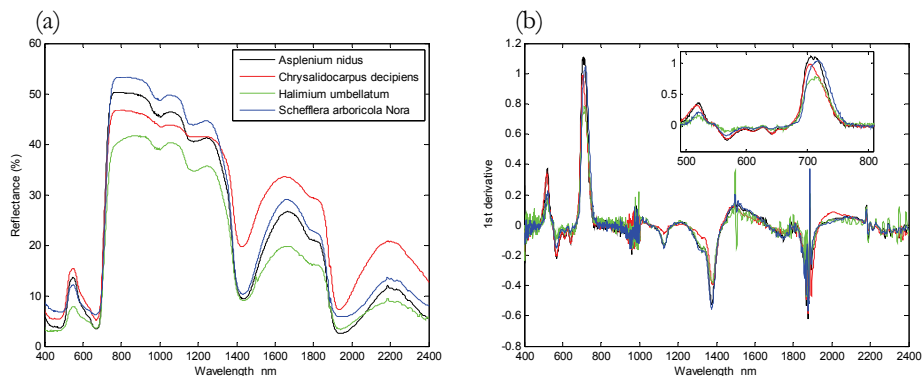 (a)
60
50
40
30
20
10
0
Reflectance (%)
400 600 800 1000 1200 1400 1600 1800 2000 2200 2400
Wavelength nm
Asplenium nidus
Chrysalidocarpus decipiens
Halimium umbellatum
Schefflera arboricola Nora
(b)
1.2
1
0.8
0.6
0.4
0.2
0
-0.2
-0.4
-0.6
-0.8
1st derivative
400 600 800 1000 1200 1400 1600 1800 2000 2200 2400
Wavelength nm
1
0.5
0
500 600 700 800